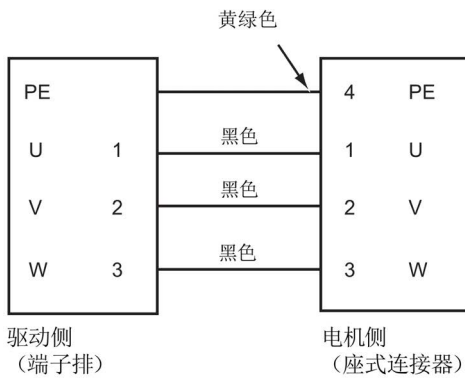 黄绿色
PE 4 PE
黑色
U 1 1 U
黑色
V 2 2 V
黑色
W 3 3 W
驱动侧
（端子排）
电机侧
（座式连接器）